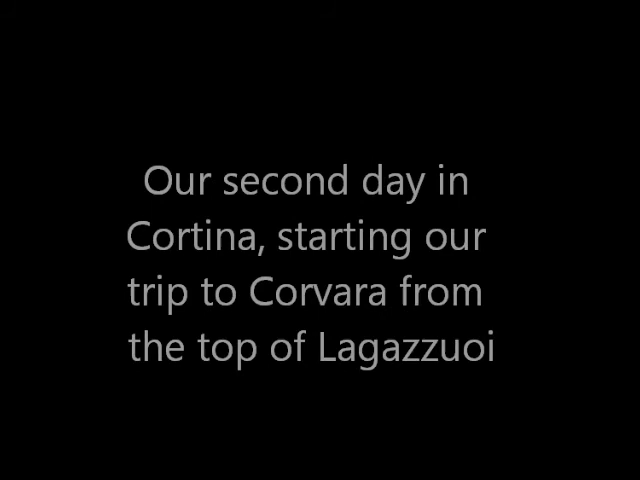 Our second day in
Cortina, starting our
trip to Corvara from
the top of Lagazzuoi